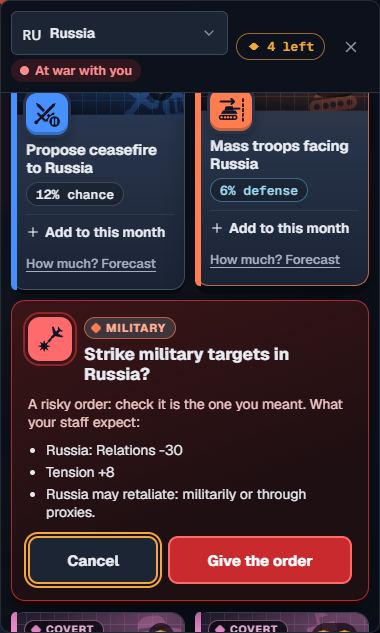 RU Russia
4 left
At war with you
Propose ceasefire
to Russia
12% chance
+ Add to this month
How much? Forecast
Mass troops facing
Russia
6% defense
+ Add to this month
How much? Forecast
MILITARY
Strike military targets in
Russia?
A risky order: check it is the one you meant. What
your staff expect:
• Russia: Relations -30
• Tension +8
• Russia may retaliate: militarily or through
proxies.
Cancel
Give the order
COVERT
COVERT